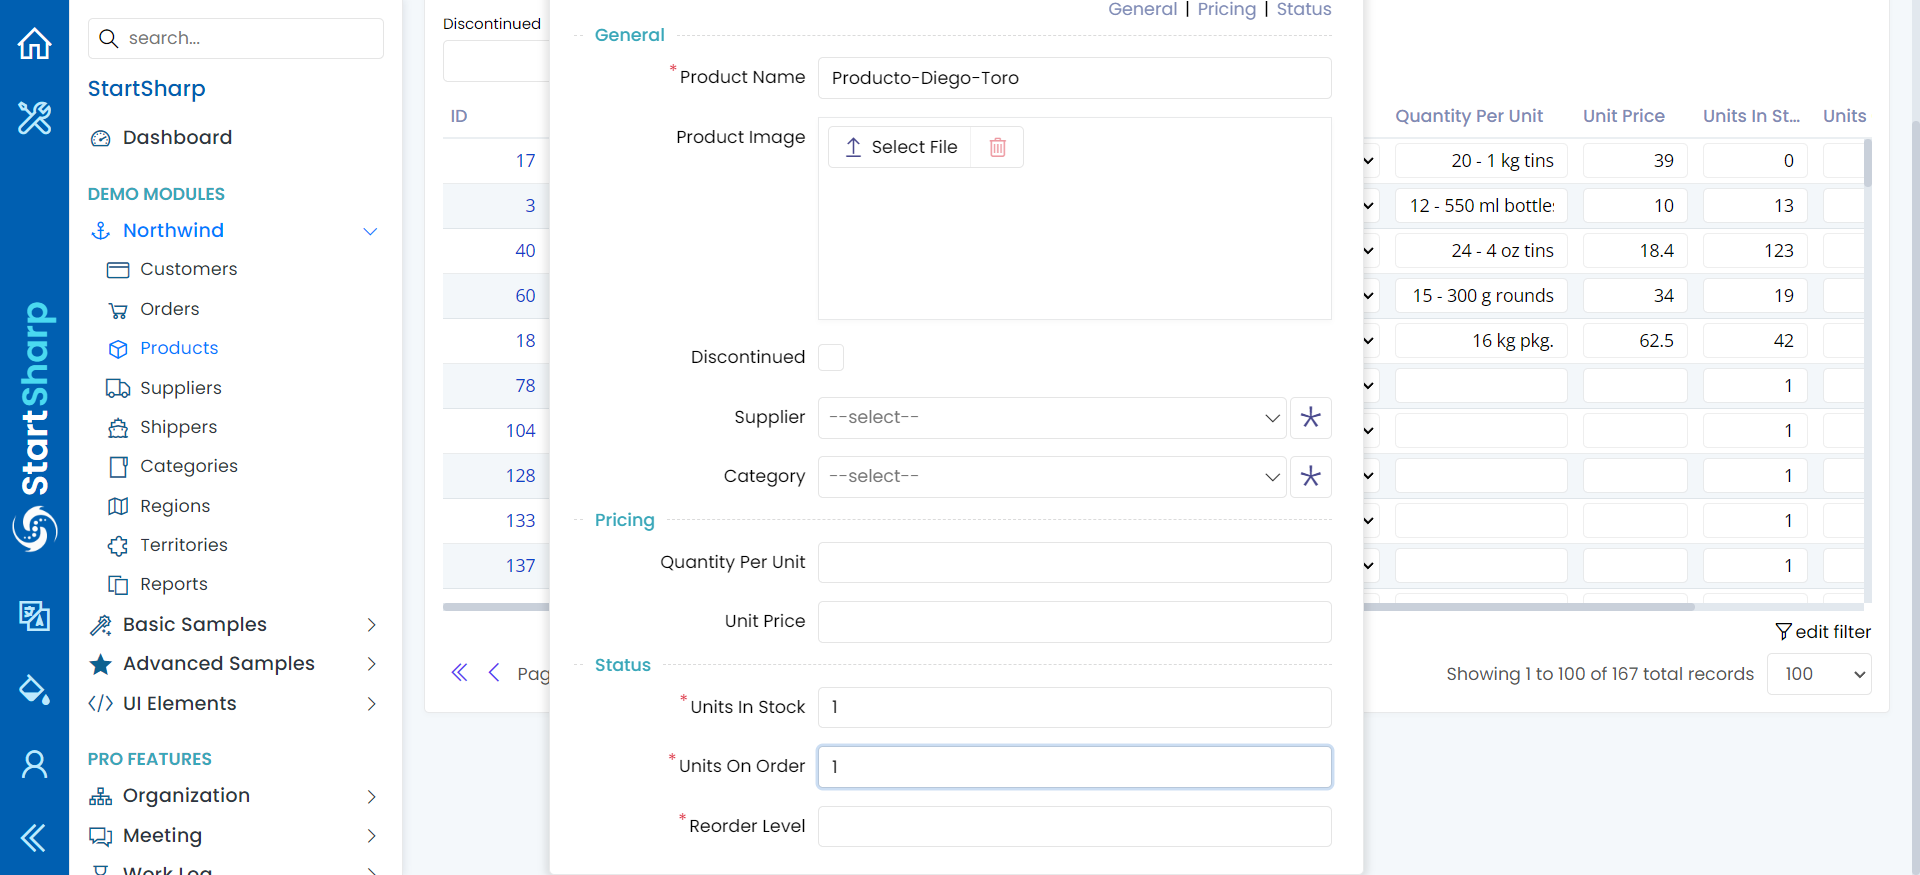 StartSharp
search...
StartSharp
Dashboard
DEMO MODULES
Northwind
Customers
Orders
Products
Suppliers
Shippers
Categories
Regions
Territories
Reports
Basic Samples
Advanced Samples
UI Elements
PRO FEATURES
Organization
Meeting
Work Log
Discontinued
ID
17
3
40
60
18
78
104
128
133
137
Pag
General | Pricing | Status
General
*Product Name Producto-Diego-Toro
Product Image Select File
Discontinued
Supplier --select--
Category --select--
Pricing
Quantity Per Unit
Unit Price
Status
*Units In Stock 1
*Units On Order 1
*Reorder Level
Quantity Per Unit Unit Price Units In St... Units
20 - 1 kg tins 39 0
12 - 550 ml bottles 10 13
24 - 4 oz tins 18.4 123
15 - 300 g rounds 34 19
16 kg pkg. 62.5 42
1
1
1
1
1
edit filter
Showing 1 to 100 of 167 total records 100